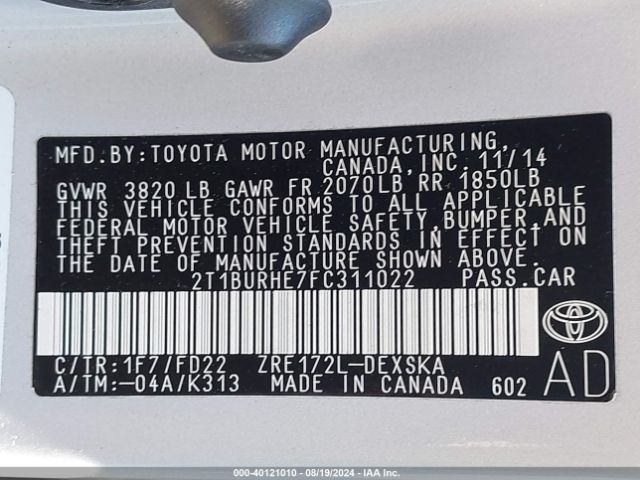 MFD. BY: TOYOTA MOTOR MANUFACTURING,
CANADA, INC. 11/14
GVWR 3820 LB GAWR FR 2070LB RR 1850LB
THIS VEHICLE CONFORMS TO ALL APPLICABLE
FEDERAL MOTOR VEHICLE SAFETY, BUMPER, AND
THEFT PREVENTION STANDARDS IN EFFECT ON
THE DATE OF MANUFACTURE SHOWN ABOVE.
2T1BURHE7FC311022 PASS. CAR
C/TR: 1F7/FD22 ZRE172L-DEXSKA
A/TM: -04A/K313 MADE IN CANADA 602
AD
000-40121010 - 08/19/2024 - IAA Inc.